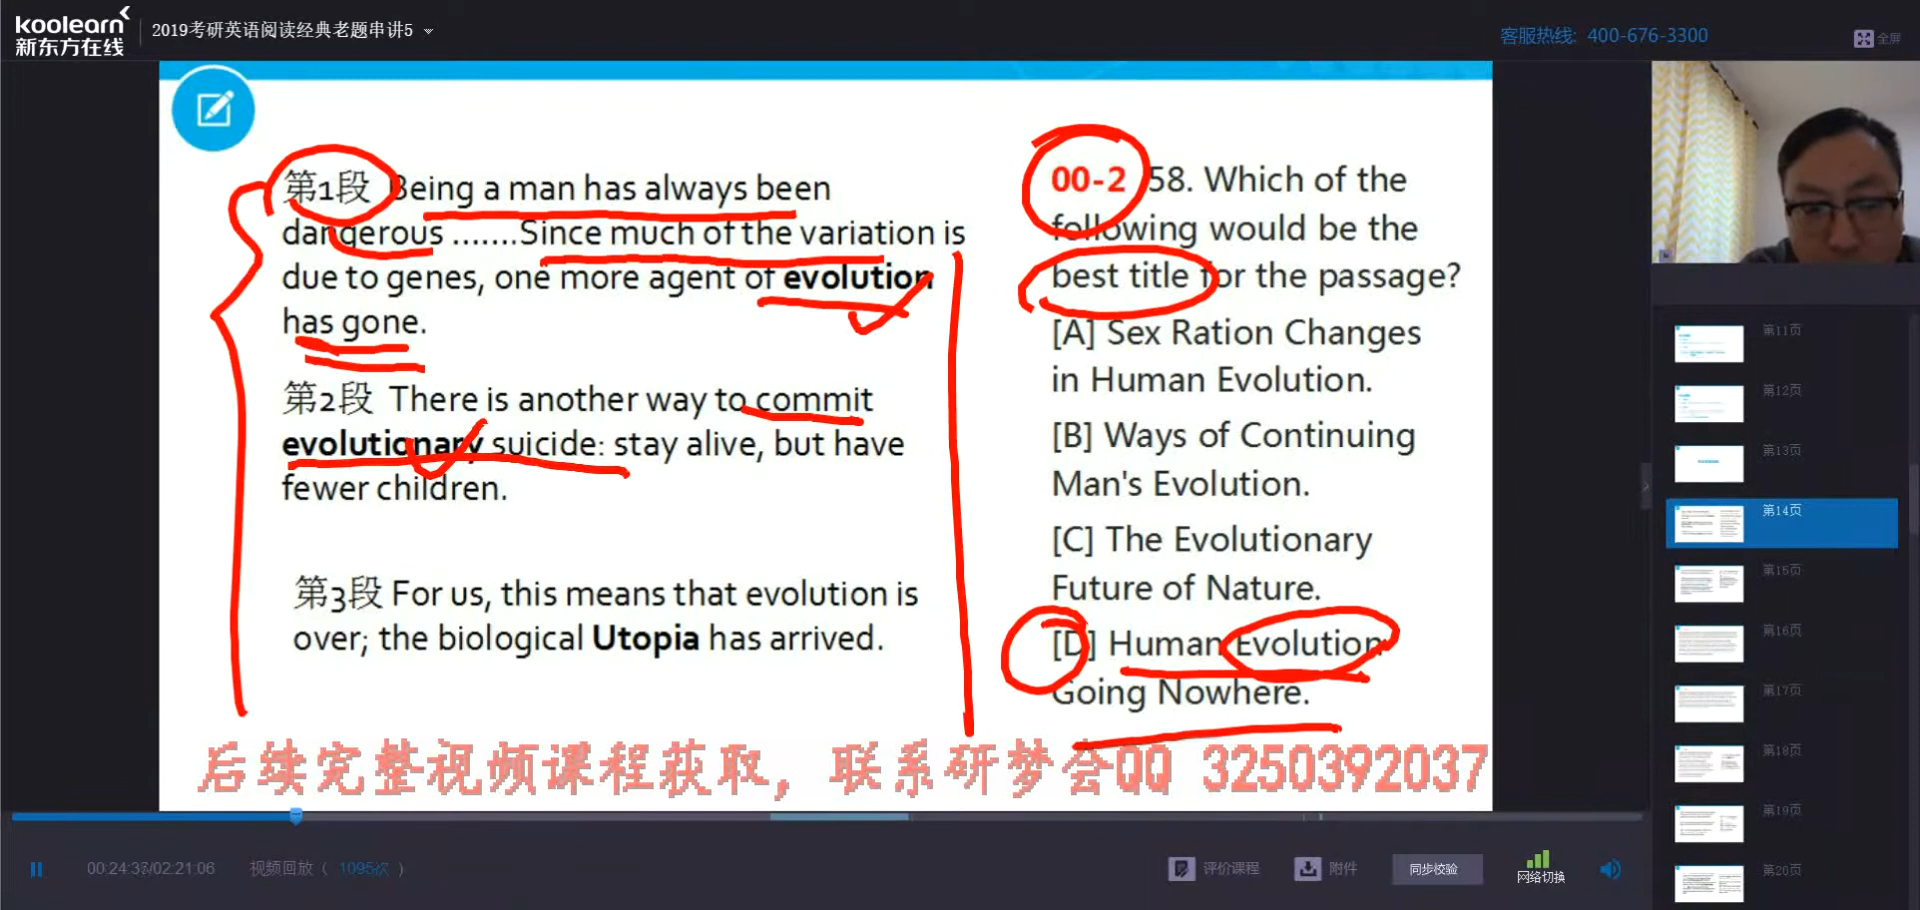 koolearn
新东方在线
2019考研英语阅读经典老题串讲5
客服热线: 400-676-3300
全屏
第1段 Being a man has always been
dangerous .......Since much of the variation is
due to genes, one more agent of evolution
has gone.
第2段 There is another way to commit
evolutionary suicide: stay alive, but have
fewer children.
第3段 For us, this means that evolution is
over; the biological Utopia has arrived.
00-2 58. Which of the
following would be the
best title for the passage?
[A] Sex Ration Changes
in Human Evolution.
[B] Ways of Continuing
Man's Evolution.
[C] The Evolutionary
Future of Nature.
[D] Human Evolution
Going Nowhere.
后续完整视频课程获取，联系研梦会QQ 3250392037
第11页
第12页
第13页
第14页
第15页
第16页
第17页
第18页
第19页
第20页
00:24:37/02:21:06
视频回放（ 1095次 ）
评价课程
附件
同步校验
网络切换